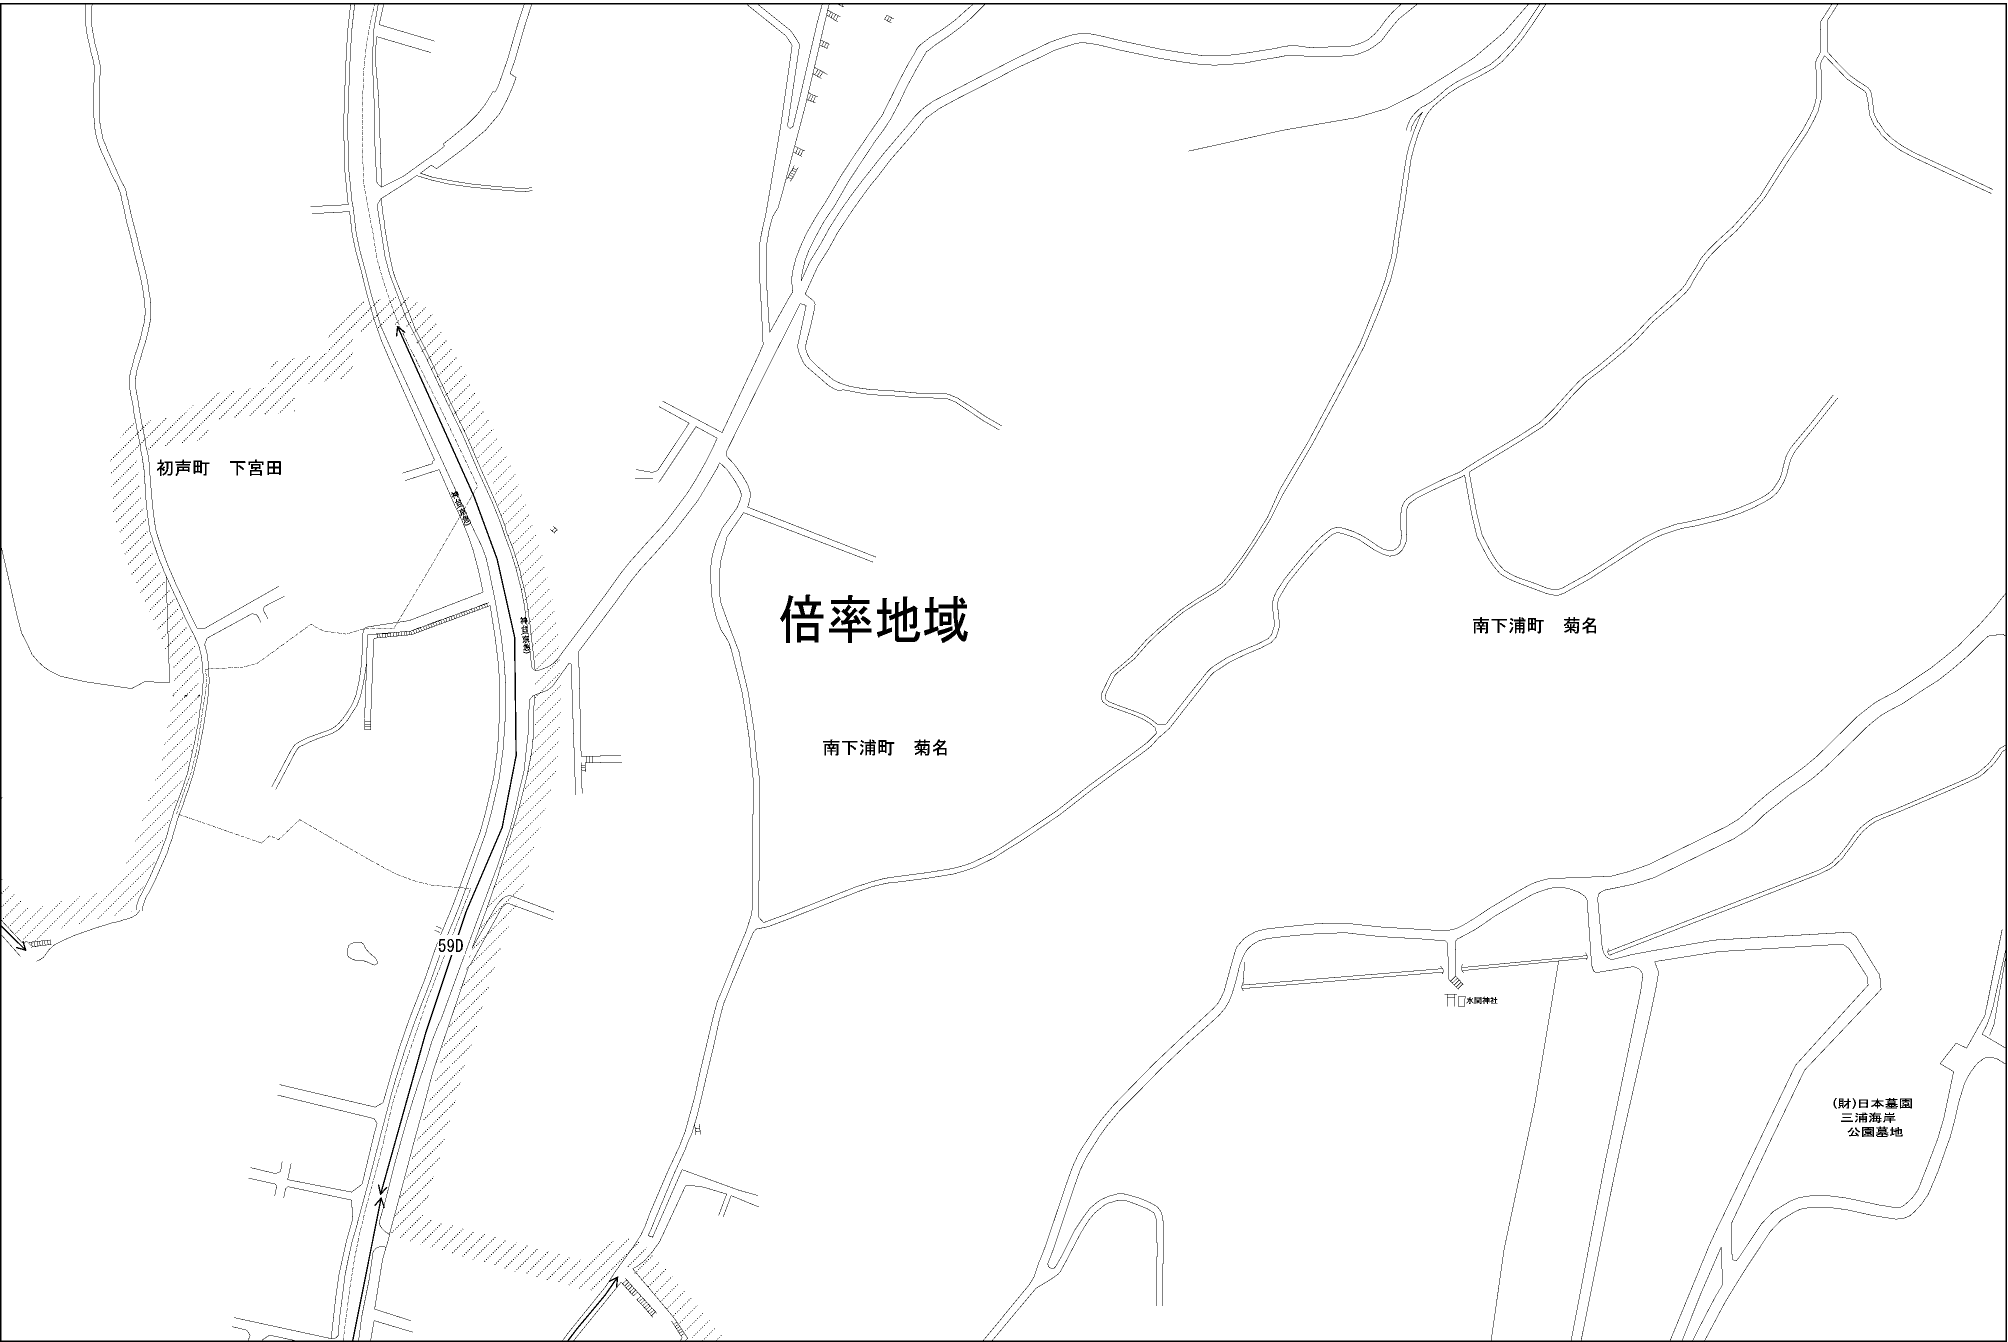 初声町　下宮田
倍率地域
南下浦町　菊名
南下浦町　菊名
59D
水間神社
(財)日本墓園
三浦海岸
公園墓地